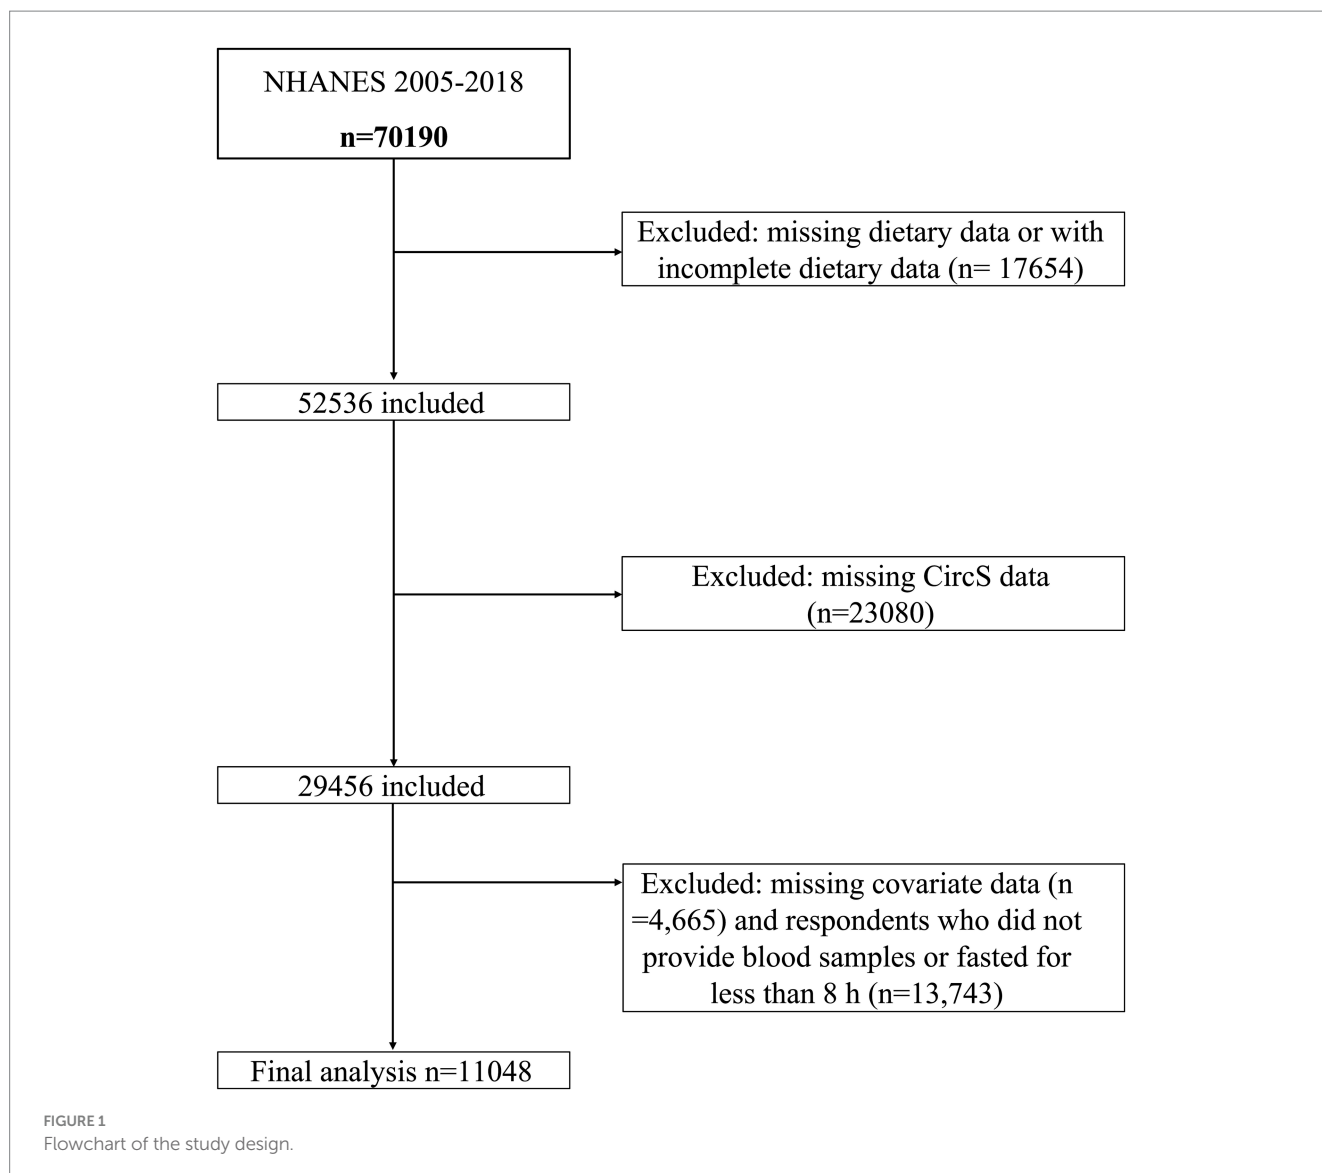 NHANES 2005-2018
n=70190
Excluded: missing dietary data or with
incomplete dietary data (n= 17654)
52536 included
Excluded: missing CircS data
(n=23080)
29456 included
Excluded: missing covariate data (n
=4,665) and respondents who did not
provide blood samples or fasted for
less than 8 h (n=13,743)
Final analysis n=11048
FIGURE 1
Flowchart of the study design.